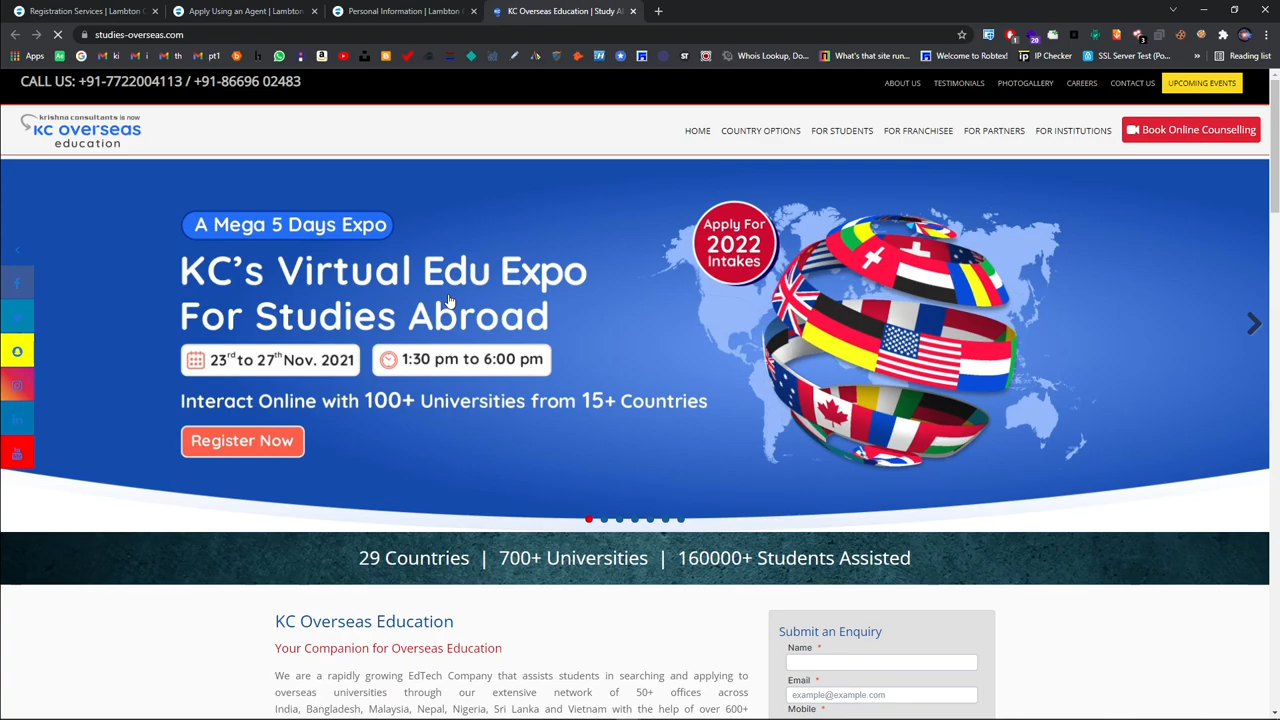 Registration Services | Lambton C
Apply Using an Agent | Lambton
Personal Information | Lambton C
KC Overseas Education | Study A
studies-overseas.com
Apps
ki
th
pt1
Whois Lookup, Do...
What's that site run...
Welcome to Robtex!
IP Checker
SSL Server Test (Po...
Reading list
CALL US: +91-7722004113 / +91-86696 02483
ABOUT US
TESTIMONIALS
PHOTOGALLERY
CAREERS
CONTACT US
UPCOMING EVENTS
krishna consultants is now
KC overseas
education
HOME
COUNTRY OPTIONS
FOR STUDENTS
FOR FRANCHISEE
FOR PARTNERS
FOR INSTITUTIONS
Book Online Counselling
A Mega 5 Days Expo
KC's Virtual Edu Expo
For Studies Abroad
23rd to 27th Nov. 2021
1:30 pm to 6:00 pm
Interact Online with 100+ Universities from 15+ Countries
Register Now
Apply For
2022
Intakes
29 Countries | 700+ Universities | 160000+ Students Assisted
KC Overseas Education
Your Companion for Overseas Education
We are a rapidly growing EdTech Company that assists students in searching and applying to
overseas universities through our extensive network of 50+ offices across
India, Bangladesh, Malaysia, Nepal, Nigeria, Sri Lanka and Vietnam with the help of over 600+
Submit an Enquiry
Name *
Email *
example@example.com
Mobile *